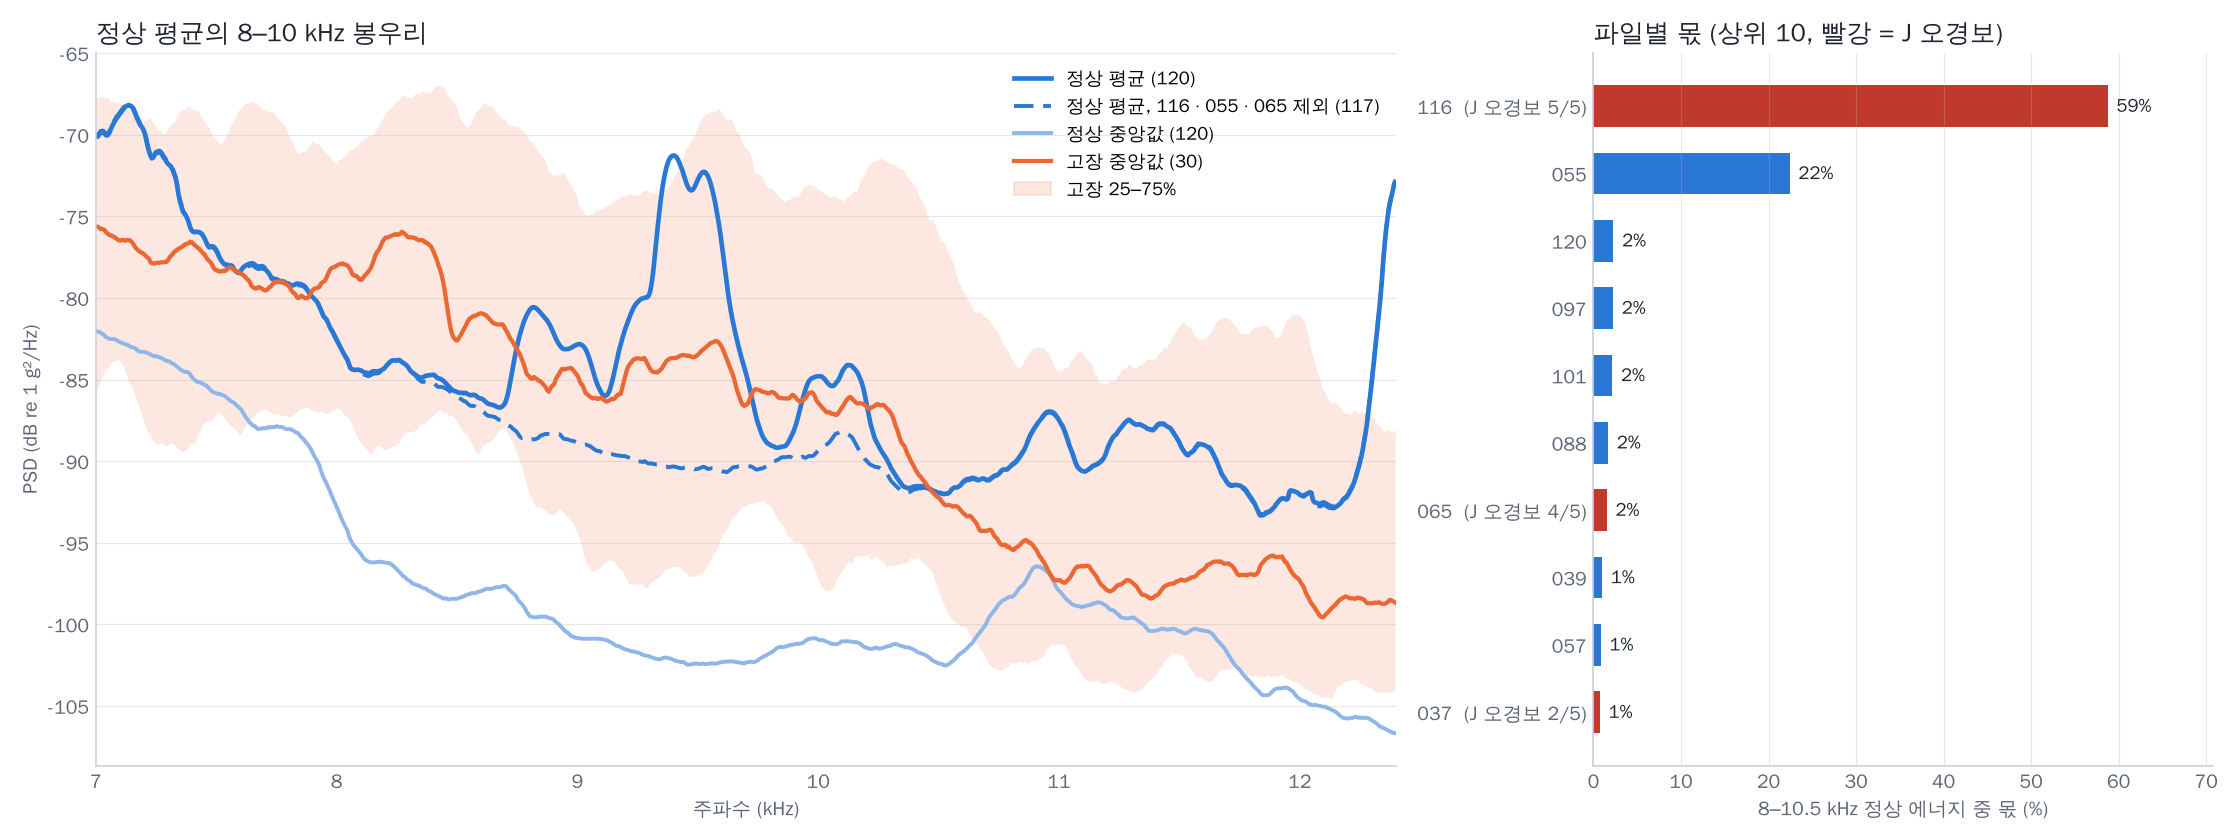 정상 평균의 8–10 kHz 봉우리
-65
-70
-75
-80
-85
-90
-95
-100
-105
PSD (dB re 1 g²/Hz)
7
8
9
10
11
12
주파수 (kHz)
정상 평균 (120)
정상 평균, 116 · 055 · 065 제외 (117)
정상 중앙값 (120)
고장 중앙값 (30)
고장 25–75%
파일별 몫 (상위 10, 빨강 = J 오경보)
116 (J 오경보 5/5) 59%
055 22%
120 2%
097 2%
101 2%
088 2%
065 (J 오경보 4/5) 2%
039 1%
057 1%
037 (J 오경보 2/5) 1%
0
10
20
30
40
50
60
70
8–10.5 kHz 정상 에너지 중 몫 (%)